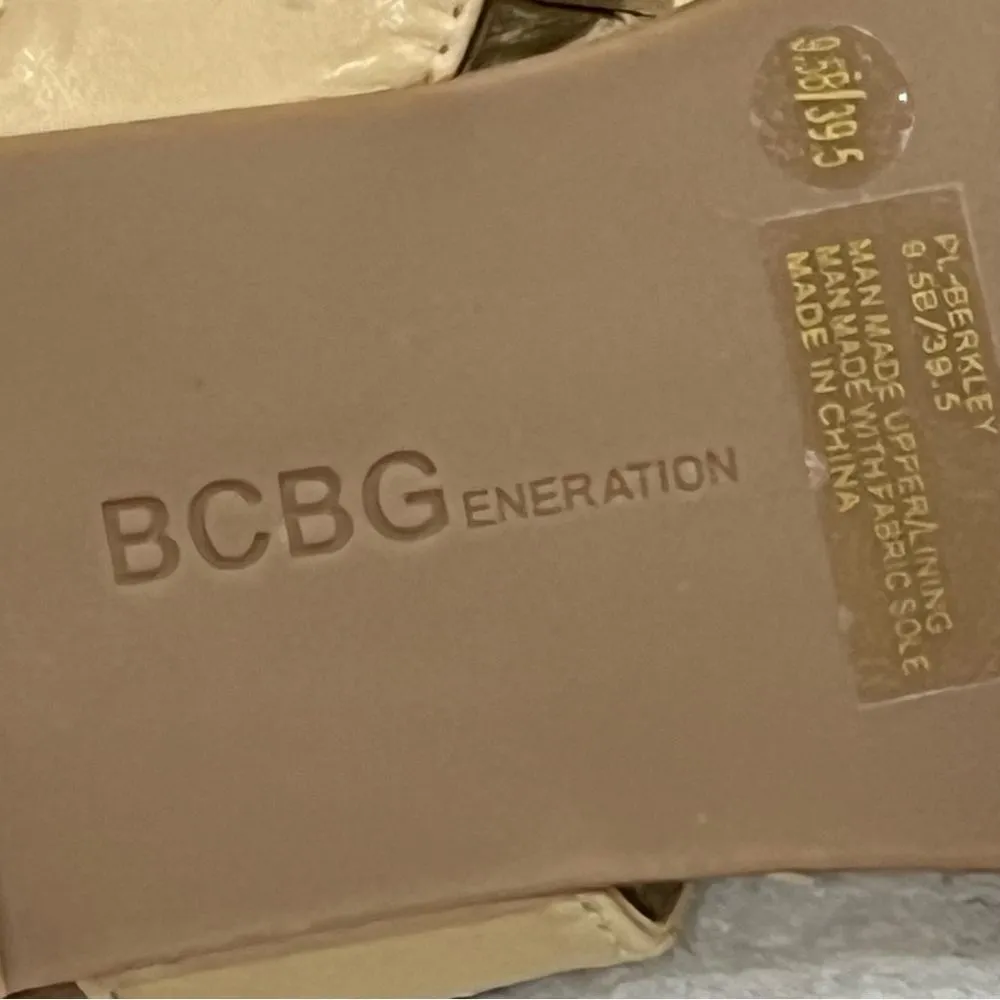 BCBGENERATION
9.5B/39.5
PL-BERKLEY
9.5B/39.5
MAN MADE UPPER/LINING
MAN MADE WITH FABRIC SOLE
MADE IN CHINA